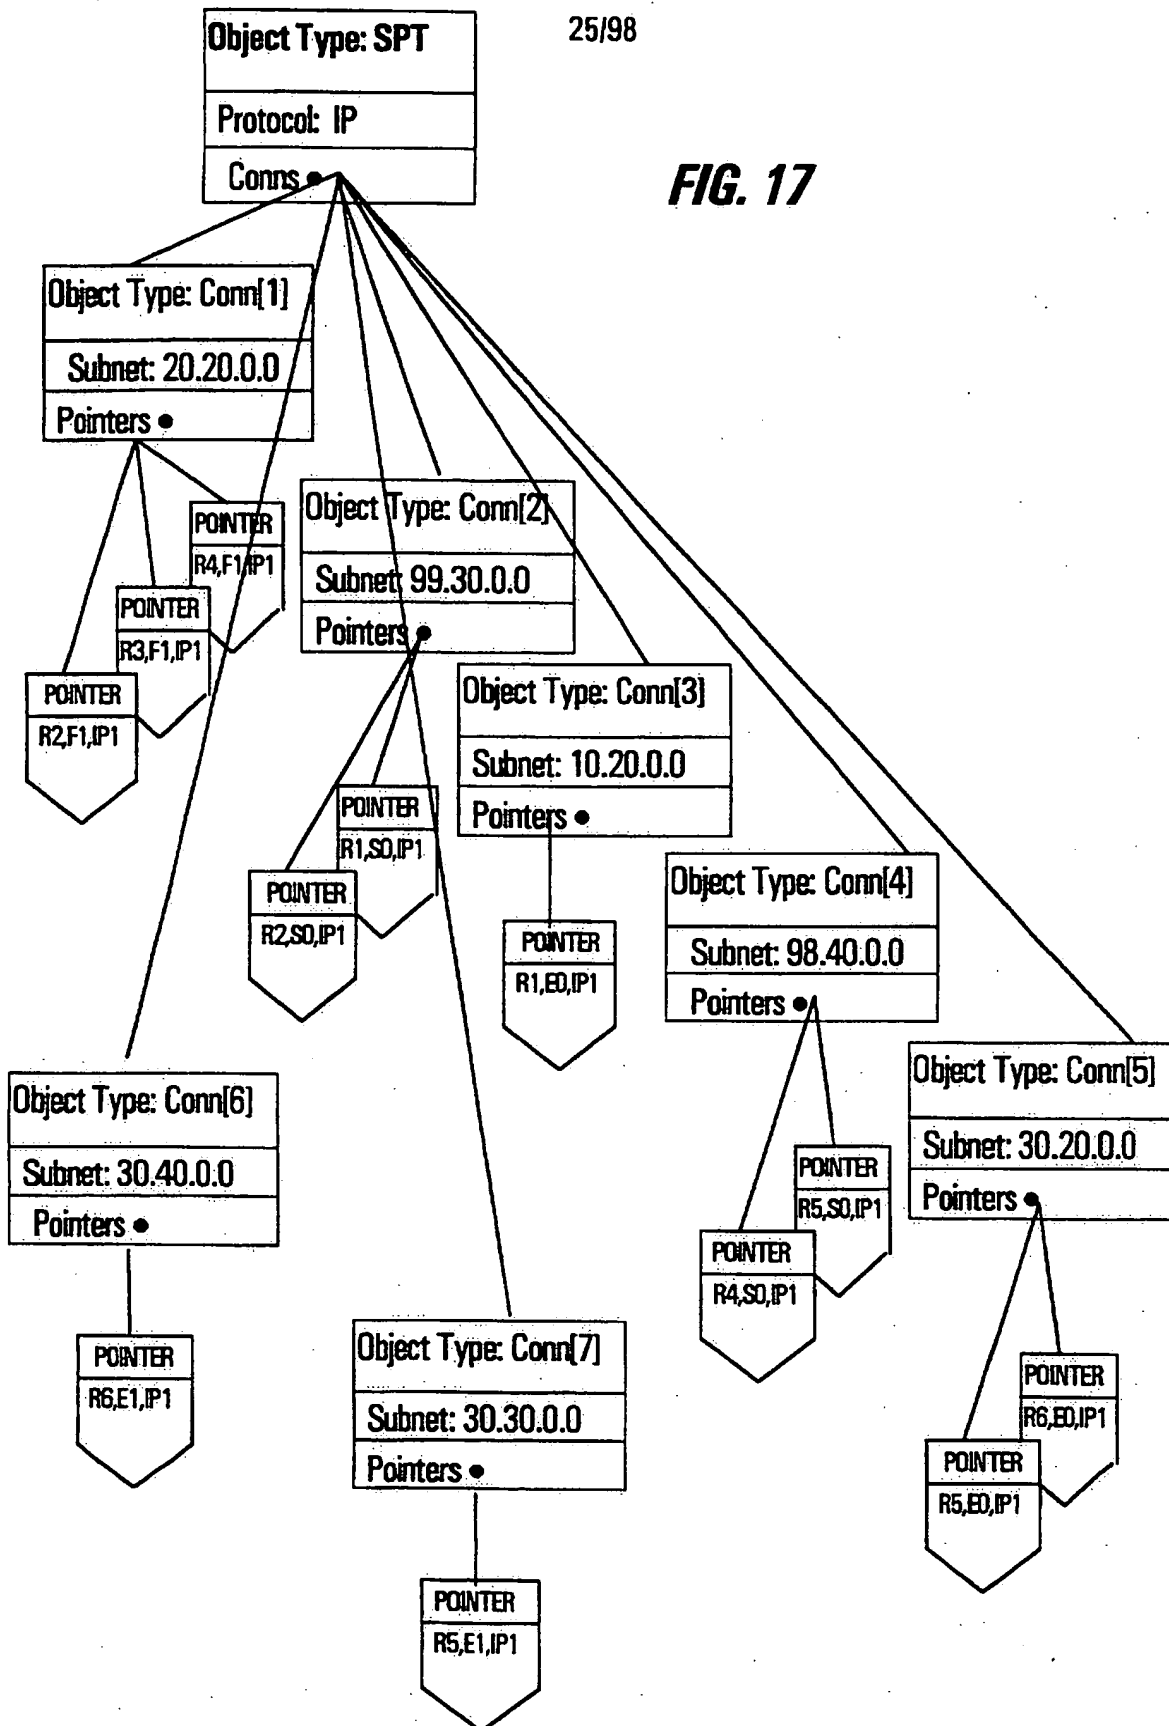 25/98
Object Type: SPT
Protocol: IP
Conns
FIG. 17
Object Type: Conn[1]
Subnet: 20.20.0.0
Pointers
POINTER
R4,F1,IP1
POINTER
R3,F1,IP1
POINTER
R2,F1,IP1
Object Type: Conn[2]
Subnet: 99.30.0.0
Pointers
POINTER
R1,S0,IP1
POINTER
R2,S0,IP1
Object Type: Conn[3]
Subnet: 10.20.0.0
Pointers
POINTER
R1,E0,IP1
Object Type: Conn[4]
Subnet: 98.40.0.0
Pointers
POINTER
R5,S0,IP1
POINTER
R4,S0,IP1
Object Type: Conn[5]
Subnet: 30.20.0.0
Pointers
POINTER
R6,E0,IP1
POINTER
R5,E0,IP1
Object Type: Conn[6]
Subnet: 30.40.0.0
Pointers
POINTER
R6,E1,IP1
Object Type: Conn[7]
Subnet: 30.30.0.0
Pointers
POINTER
R5,E1,IP1